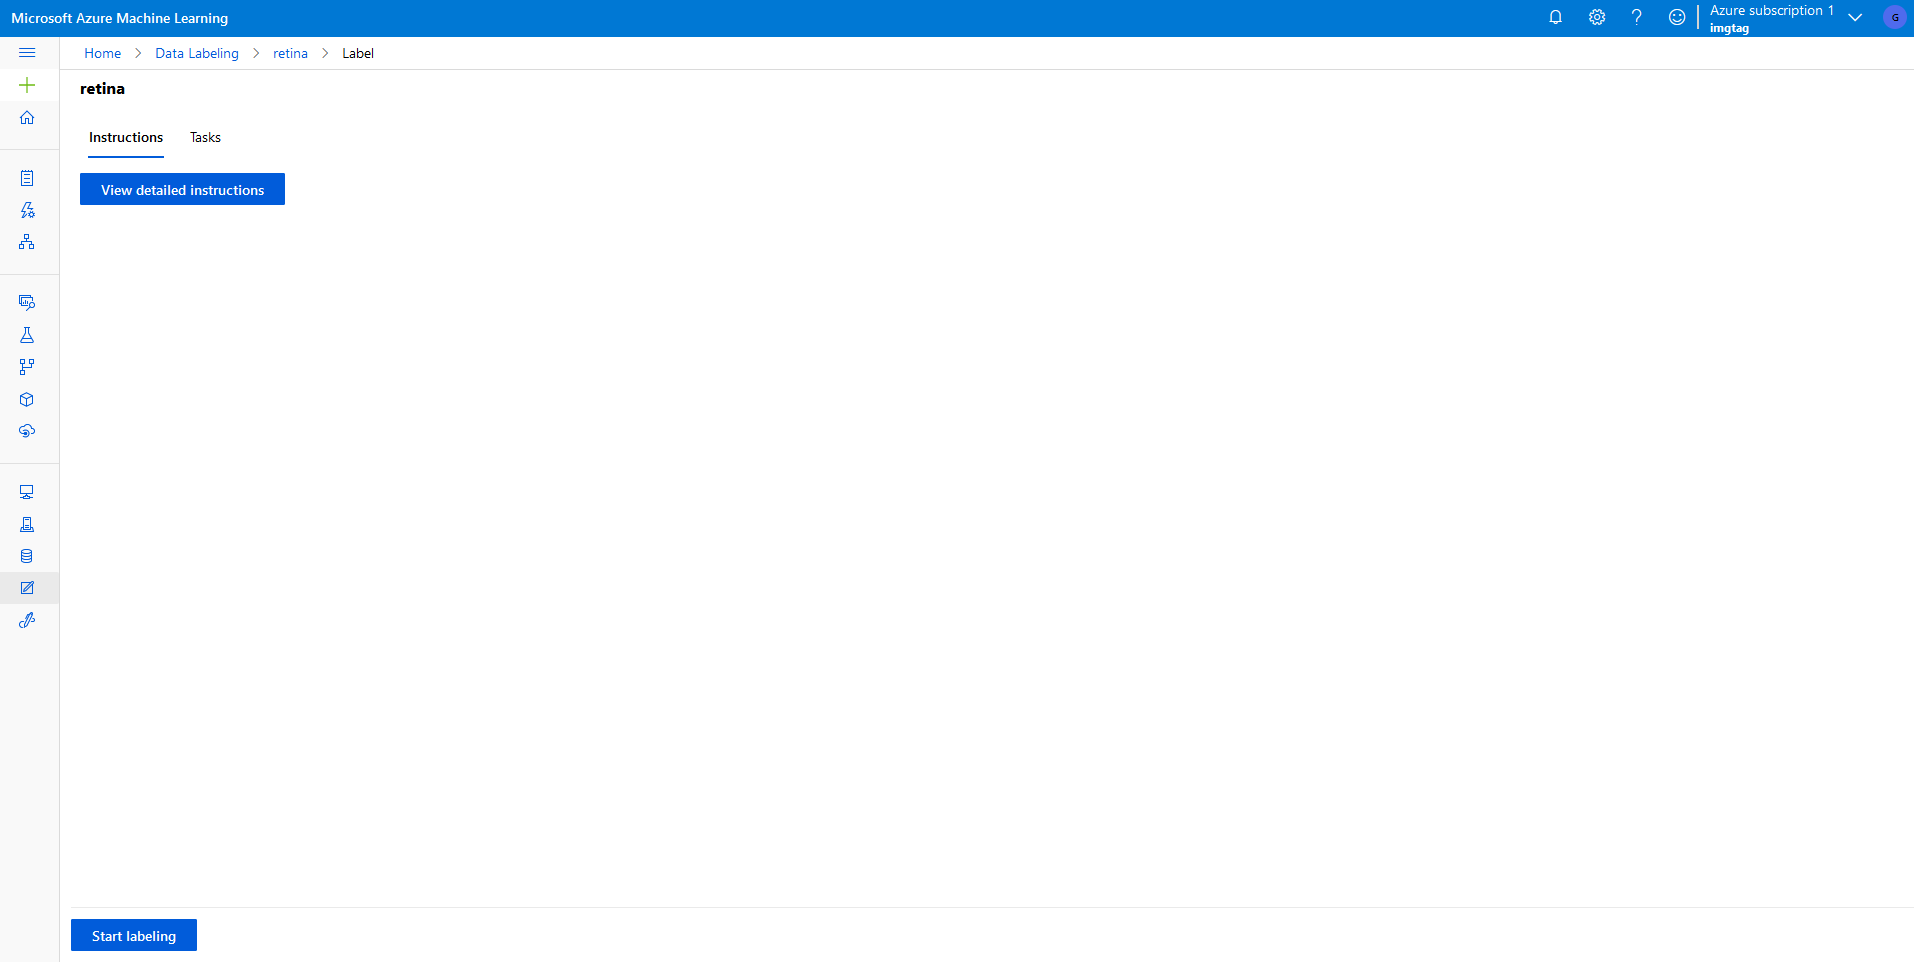 Microsoft Azure Machine Learning
Azure subscription 1
imgtag
G
Home > Data Labeling > retina > Label
retina
Instructions Tasks
View detailed instructions
Start labeling